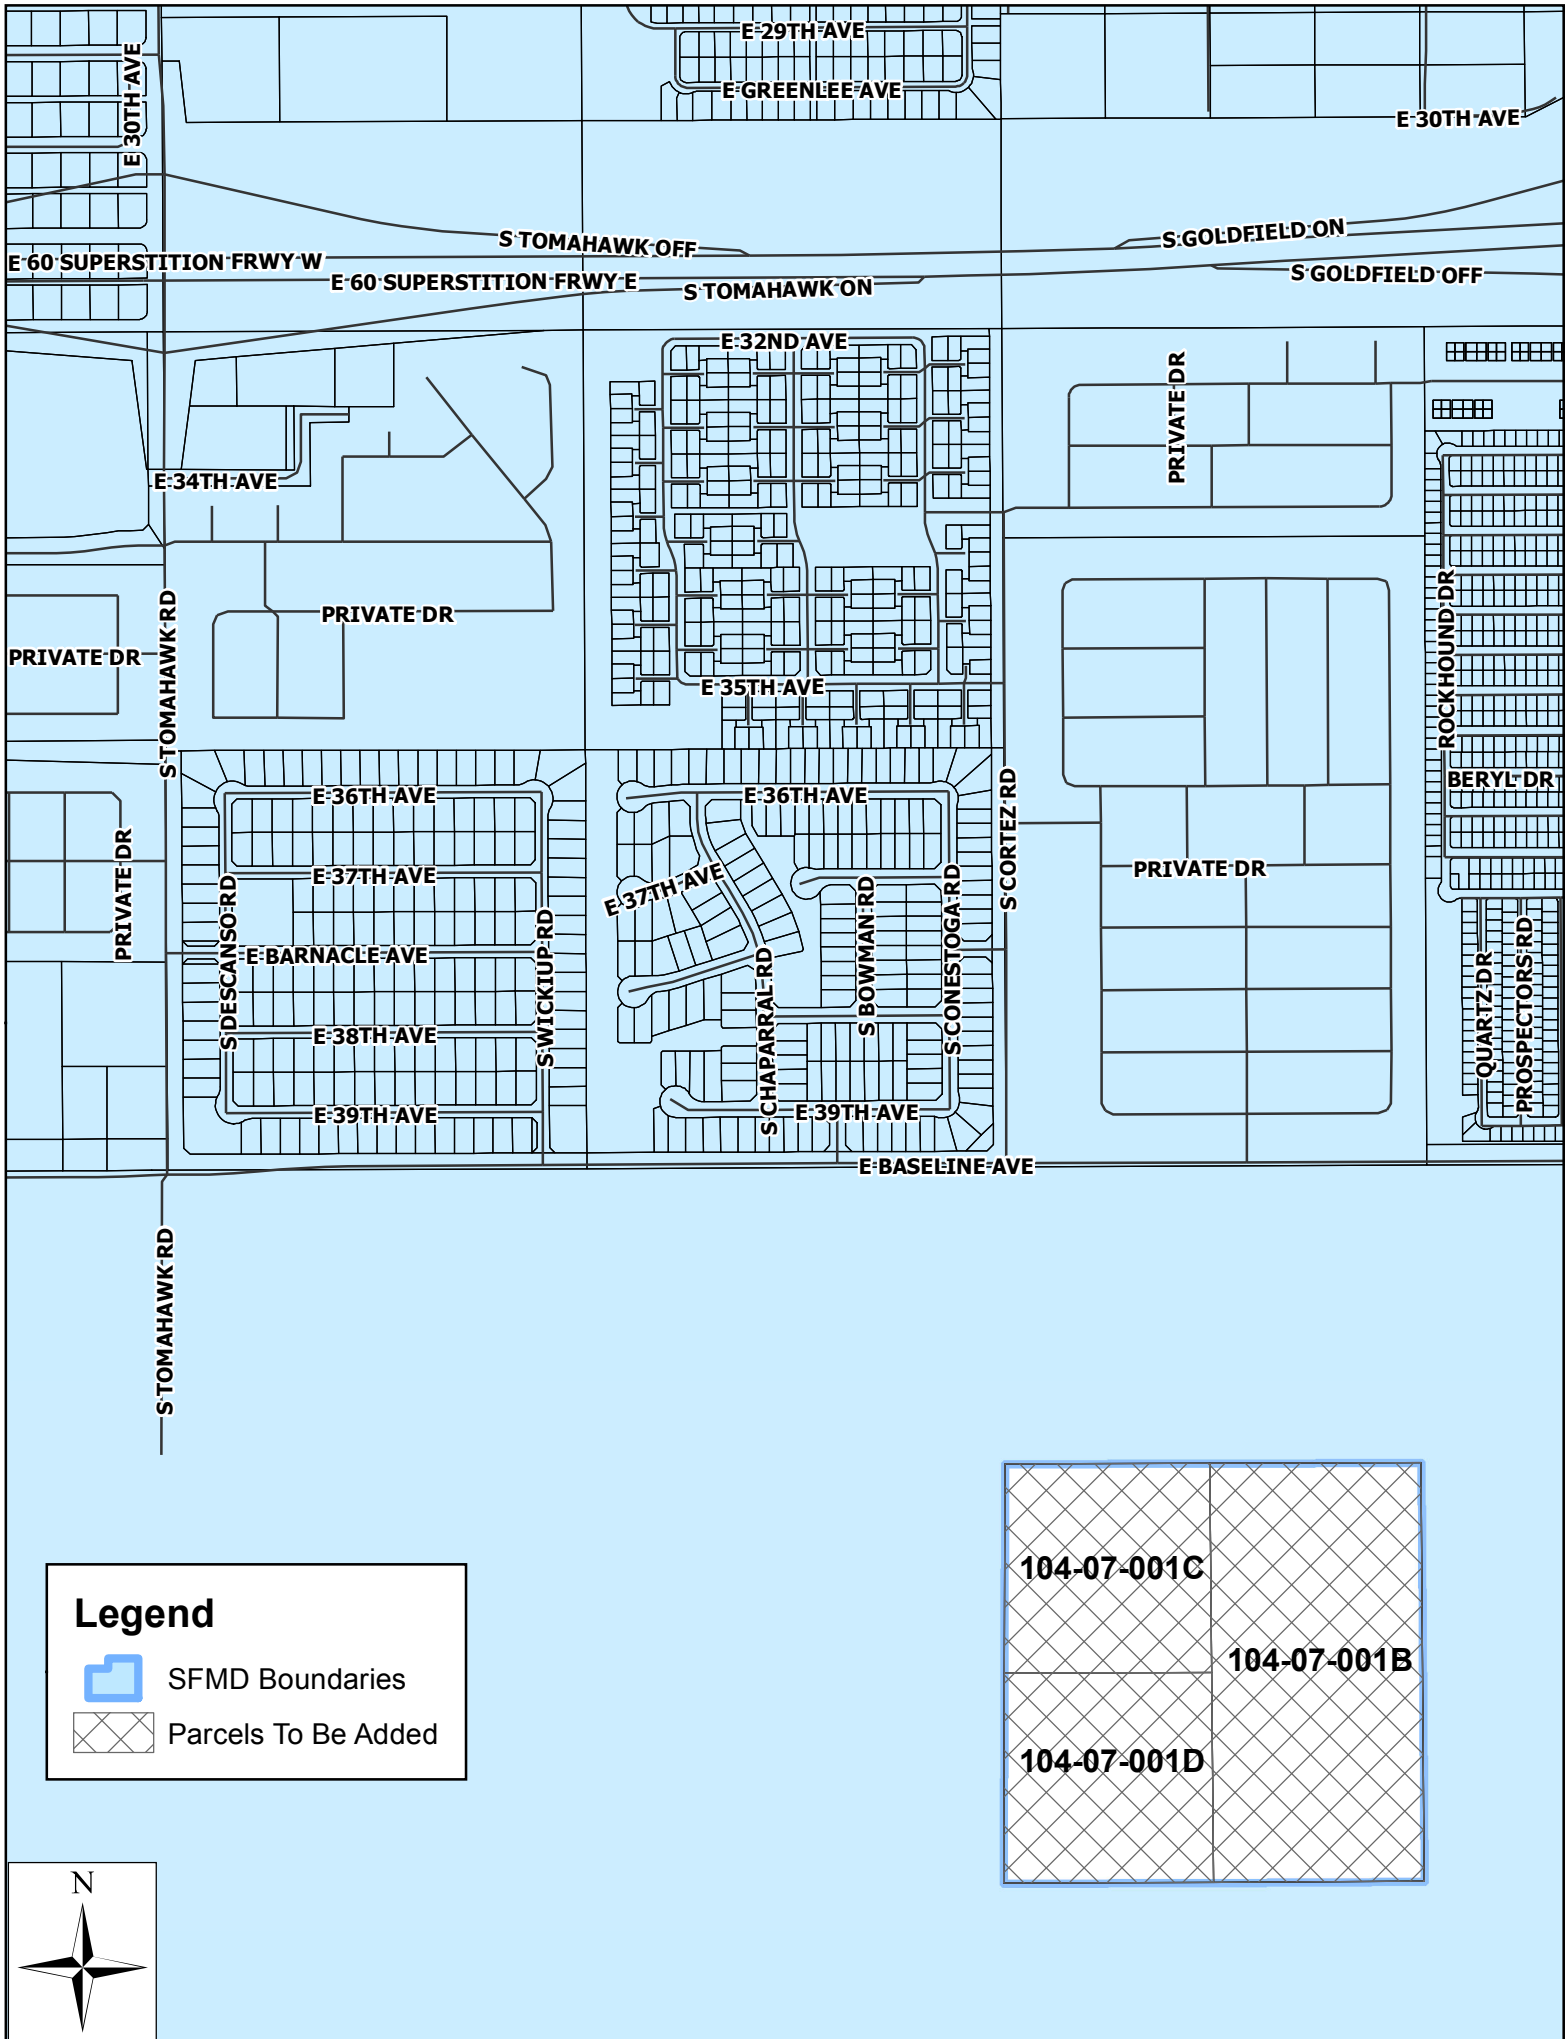 E 29TH AVE
E GREENLEE AVE
E 30TH AVE
E 30TH AVE
S TOMAHAWK OFF
S GOLDFIELD ON
E 60 SUPERSTITION FRWY W
E 60 SUPERSTITION FRWY E
S TOMAHAWK ON
S GOLDFIELD OFF
E 32ND AVE
PRIVATE DR
E 34TH AVE
PRIVATE DR
PRIVATE DR
S TOMAHAWK RD
E 35TH AVE
ROCKHOUND DR
BERYL DR
E 36TH AVE
E 36TH AVE
S CORTEZ RD
PRIVATE DR
E 37TH AVE
E 37TH AVE
PRIVATE DR
S DESCANSO RD
E BARNACLE AVE
S WICKIUP RD
S CHAPARRAL RD
S BOWMAN RD
S CONESTOGA RD
QUARTZ DR
PROSPECTORS RD
E 38TH AVE
E 39TH AVE
E 39TH AVE
E BASELINE AVE
S TOMAHAWK RD
104-07-001C
104-07-001B
104-07-001D
Legend
SFMD Boundaries
Parcels To Be Added
N